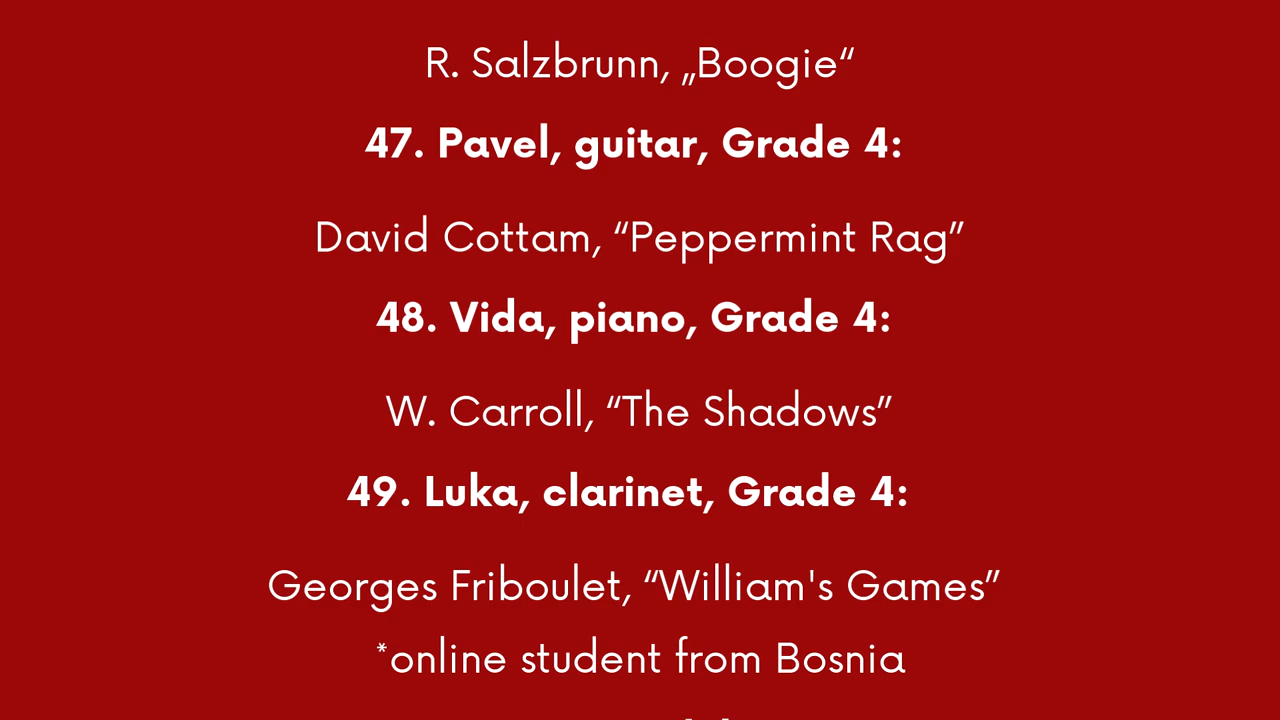 R. Salzbrunn, „Boogie“
47. Pavel, guitar, Grade 4:
David Cottam, “Peppermint Rag”
48. Vida, piano, Grade 4:
W. Carroll, “The Shadows”
49. Luka, clarinet, Grade 4:
Georges Friboulet, “William's Games”
*online student from Bosnia